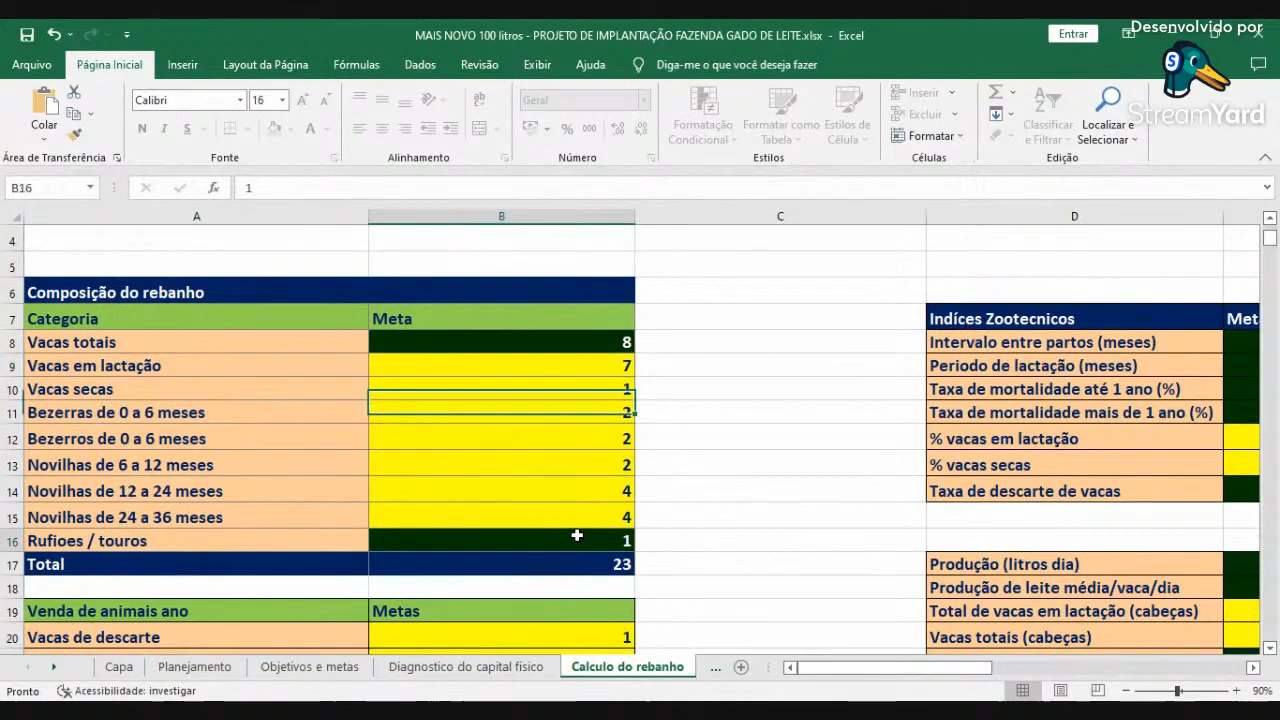 MAIS NOVO 100 litros - PROJETO DE IMPLANTAÇÃO FAZENDA GADO DE LEITE.xlsx - Excel
Entrar
Desenvolvido por
S
StreamYard
Arquivo
Página Inicial
Inserir
Layout da Página
Fórmulas
Dados
Revisão
Exibir
Ajuda
Diga-me o que você deseja fazer
Colar
Área de Transferência
Calibri
16
N I S
Fonte
Alinhamento
Geral
Número
Formatação Condicional
Formatar como Tabela
Estilos de Célula
Estilos
Inserir
Excluir
Formatar
Células
Classificar e Filtrar
Localizar e Selecionar
Edição
B16
fx
1
A B C D
4
5
6 Composição do rebanho
7 Categoria Meta Indíces Zootecnicos Met
8 Vacas totais 8 Intervalo entre partos (meses)
9 Vacas em lactação 7 Periodo de lactação (meses)
10 Vacas secas 1 Taxa de mortalidade até 1 ano (%)
11 Bezerras de 0 a 6 meses 2 Taxa de mortalidade mais de 1 ano (%)
12 Bezerros de 0 a 6 meses 2 % vacas em lactação
13 Novilhas de 6 a 12 meses 2 % vacas secas
14 Novilhas de 12 a 24 meses 4 Taxa de descarte de vacas
15 Novilhas de 24 a 36 meses 4
16 Rufioes / touros 1
17 Total 23 Produção (litros dia)
18 Produção de leite média/vaca/dia
19 Venda de animais ano Metas Total de vacas em lactação (cabeças)
20 Vacas de descarte 1 Vacas totais (cabeças)
Capa
Planejamento
Objetivos e metas
Diagnostico do capital fisico
Calculo do rebanho
...
Pronto
Acessibilidade: investigar
90%